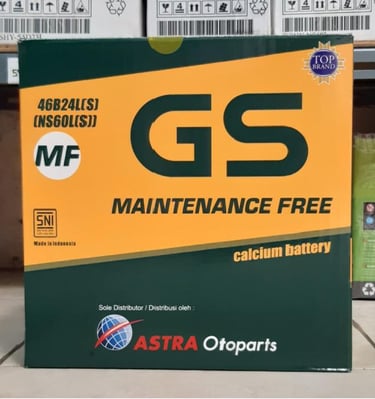 TOP
BRAND
46B24L(S)
(NS60L(S))
GS
MF
MAINTENANCE FREE
SNI
Made in Indonesia
calcium battery
Sole Distributor / Distribusi oleh :
ASTRA Otoparts